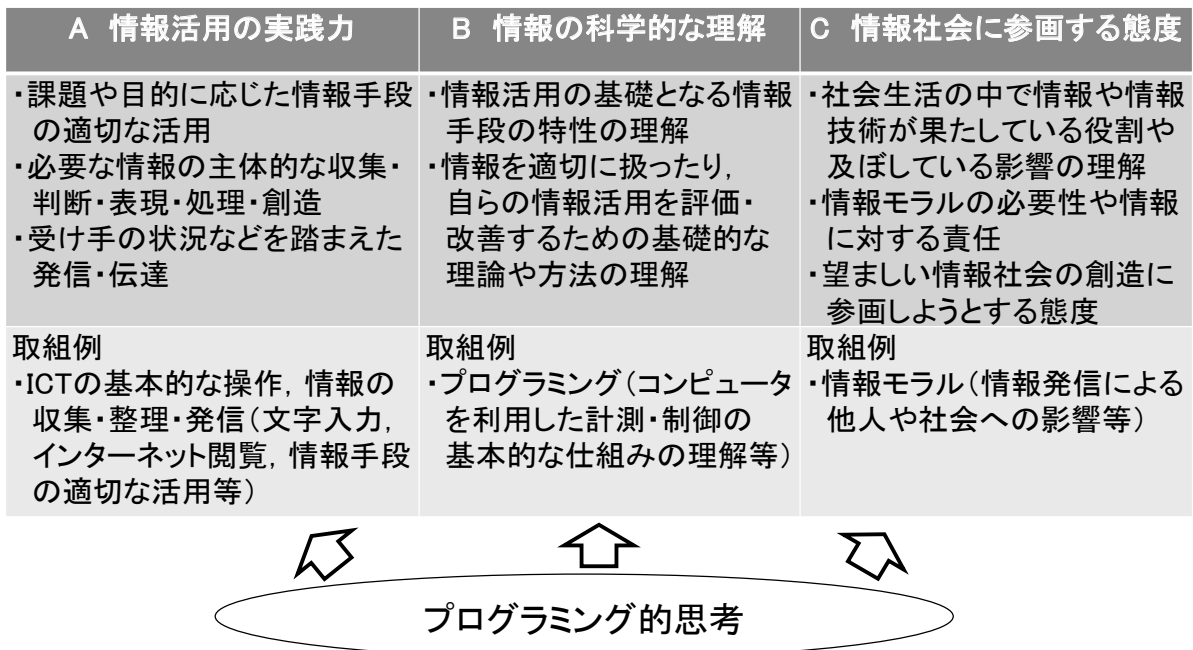 A 情報活用の実践力
B 情報の科学的な理解
C 情報社会に参画する態度
・課題や目的に応じた情報手段
の適切な活用
・必要な情報の主体的な収集・
判断・表現・処理・創造
・受け手の状況などを踏まえた
発信・伝達
・情報活用の基礎となる情報
手段の特性の理解
・情報を適切に扱ったり，
自らの情報活用を評価・
改善するための基礎的な
理論や方法の理解
・社会生活の中で情報や情報
技術が果たしている役割や
及ぼしている影響の理解
・情報モラルの必要性や情報
に対する責任
・望ましい情報社会の創造に
参画しようとする態度
取組例
・ICTの基本的な操作，情報の
収集・整理・発信（文字入力，
インターネット閲覧，情報手段
の適切な活用等）
取組例
・プログラミング（コンピュータ
を利用した計測・制御の
基本的な仕組みの理解等）
取組例
・情報モラル（情報発信による
他人や社会への影響等）
プログラミング的思考